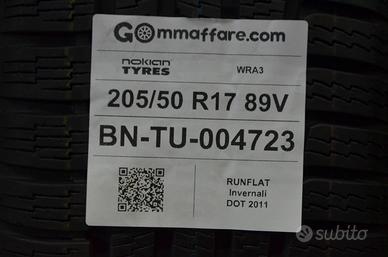 GOmmaffare.com
nokian
TYRES
WRA3
205/50 R17 89V
BN-TU-004723
RUNFLAT
Invernali
DOT 2011
subito